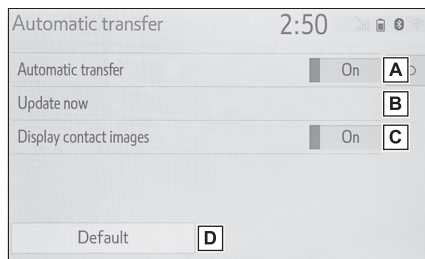 Automatic transfer 2:50
Automatic transfer On A
Update now B
Display contact images On C
Default D